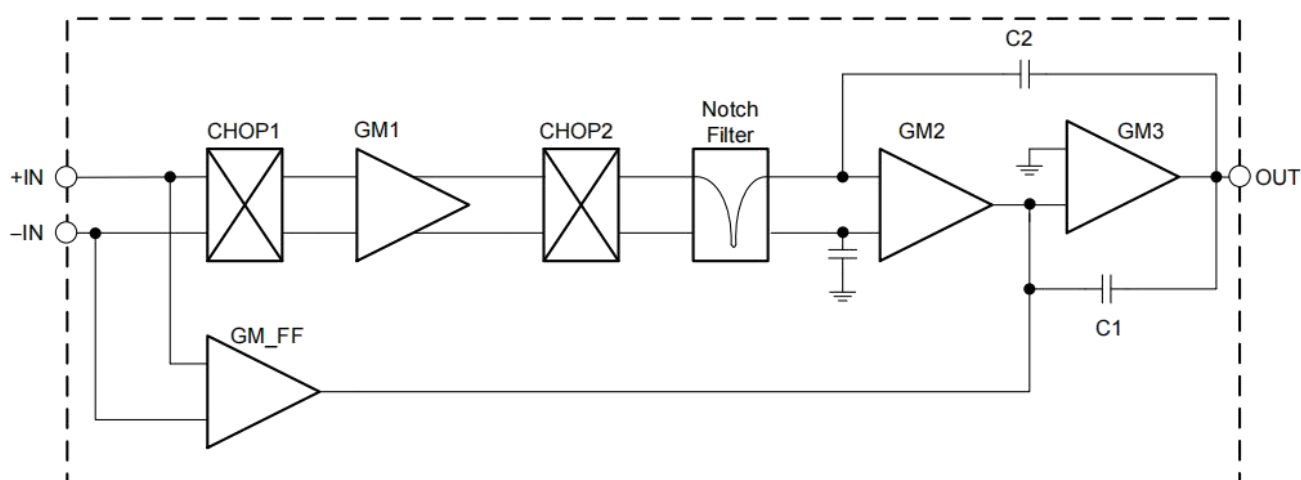 C2
Notch
Filter
CHOP1
GM1
CHOP2
GM2
GM3
+IN
OUT
–IN
C1
GM_FF